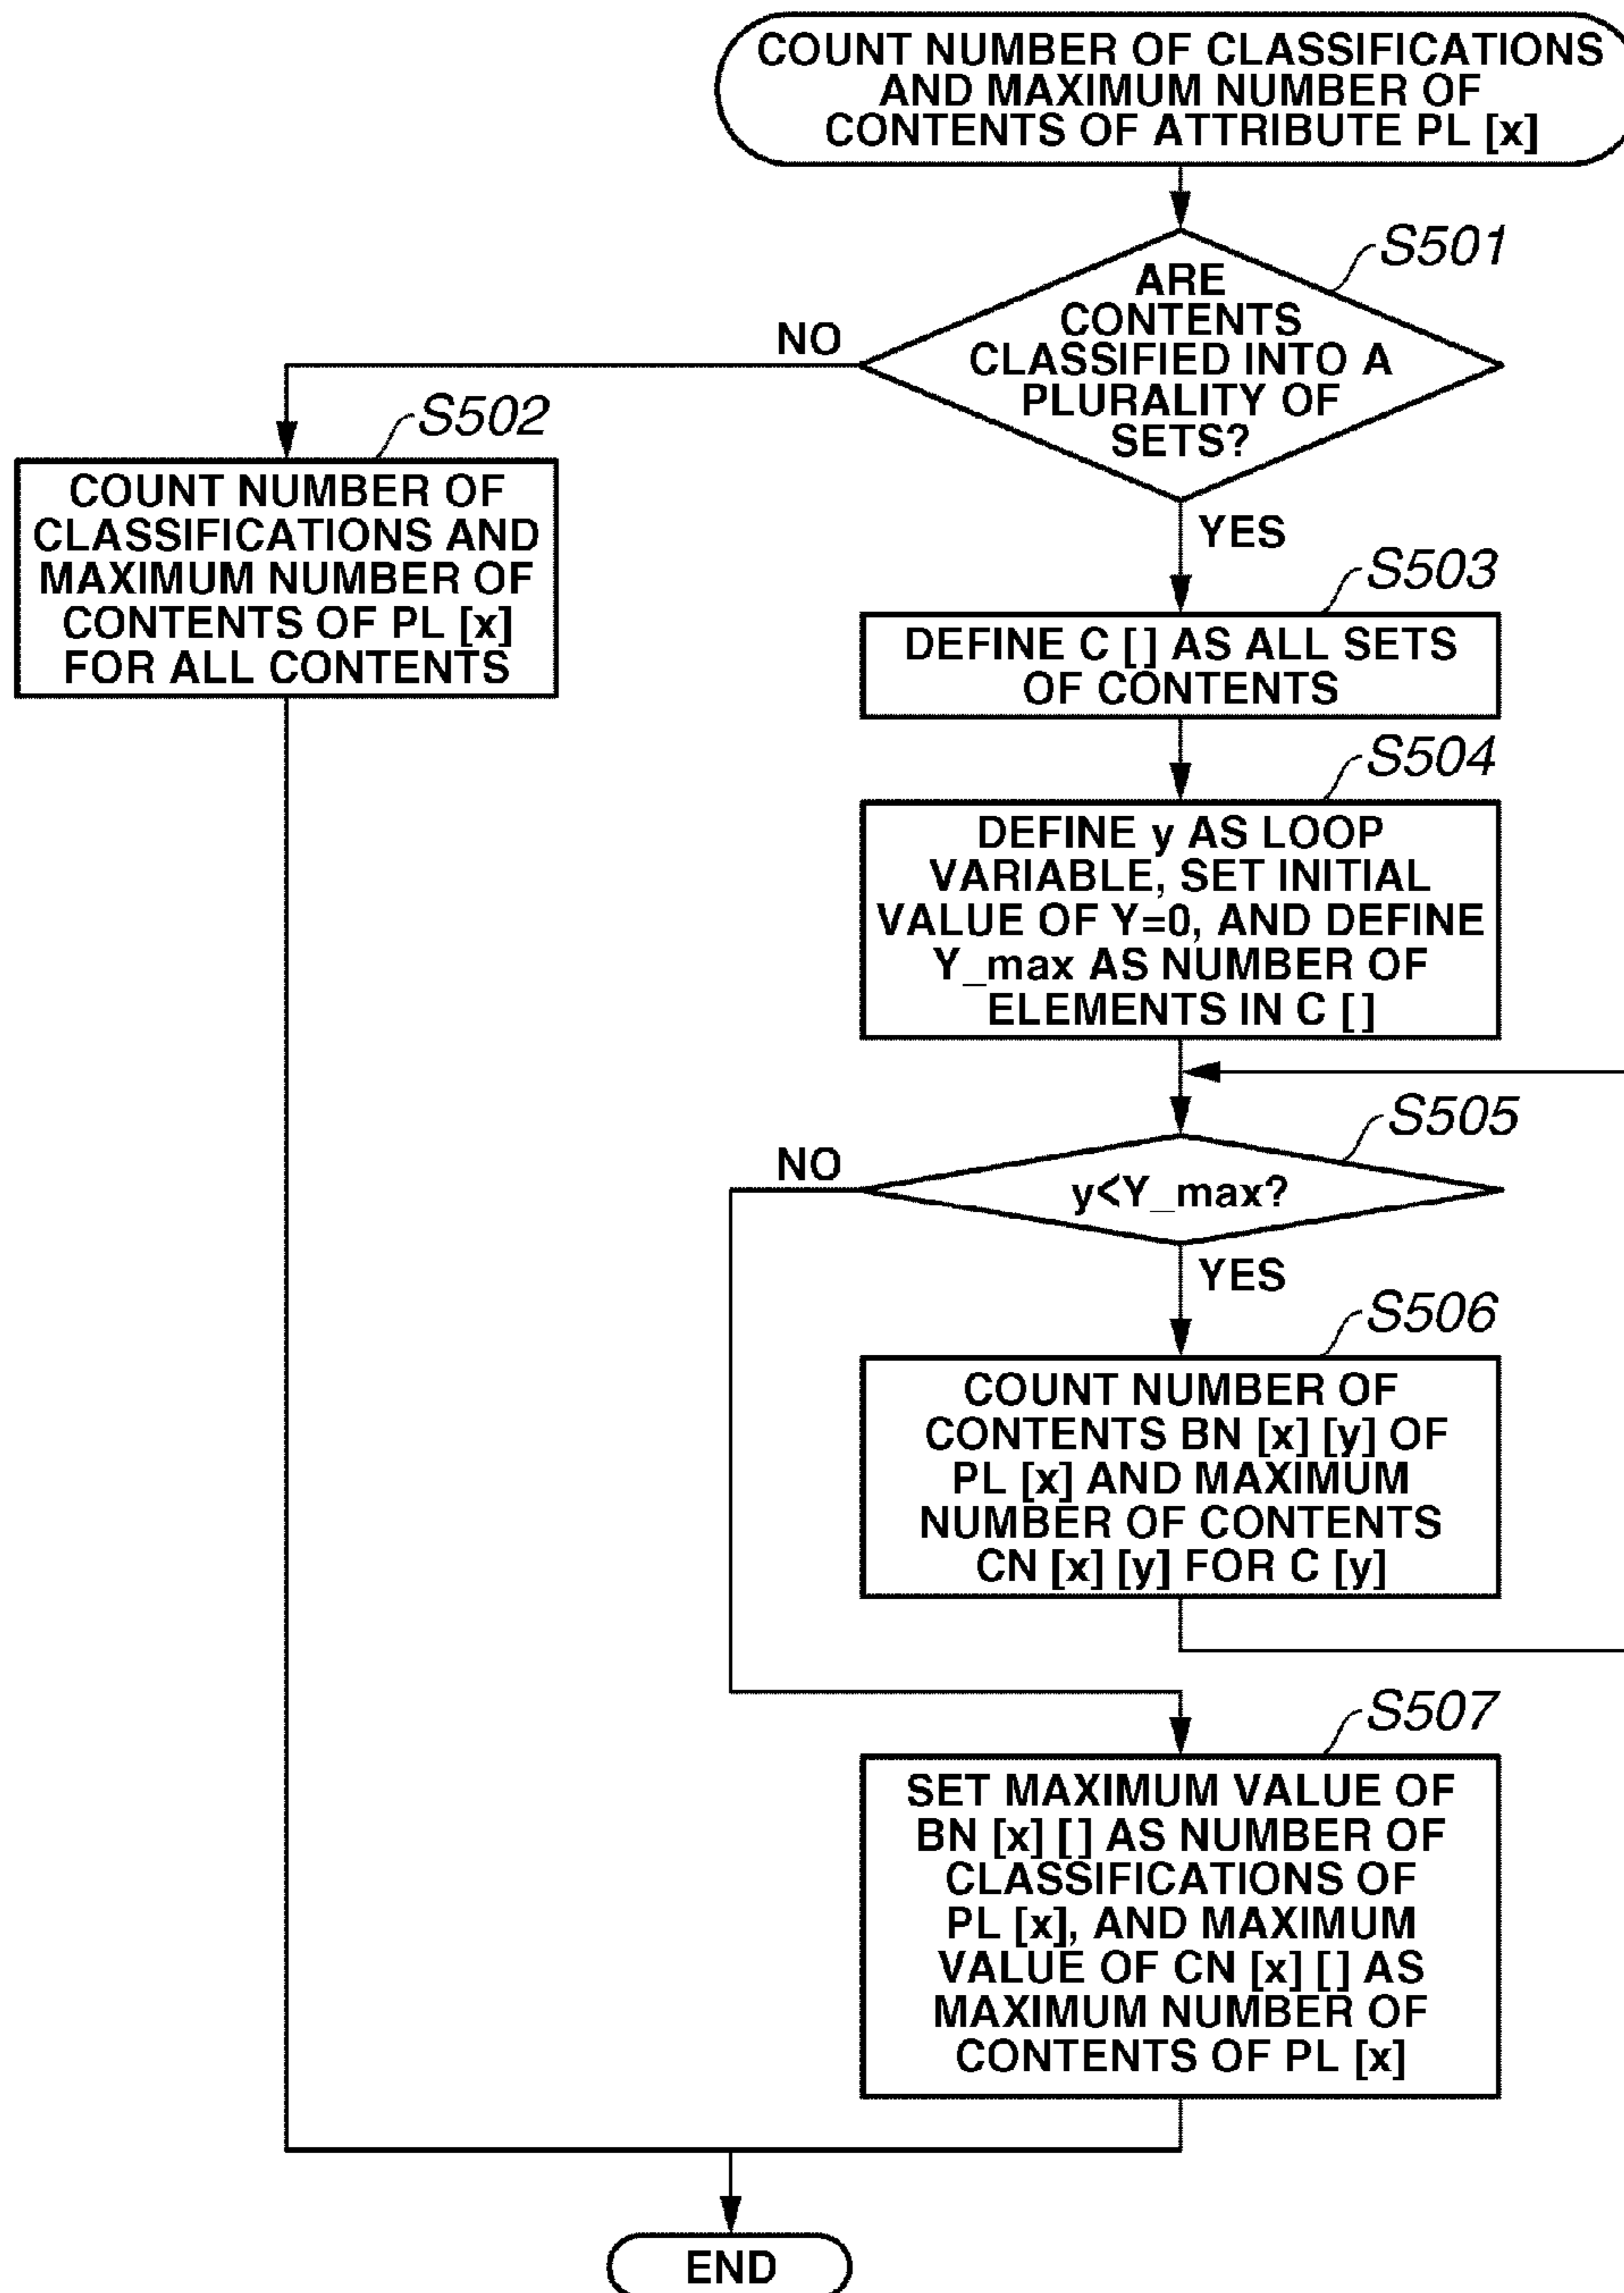 COUNT NUMBER OF CLASSIFICATIONS
AND MAXIMUM NUMBER OF
CONTENTS OF ATTRIBUTE PL [x]
S501
ARE
CONTENTS
CLASSIFIED INTO A
PLURALITY OF
SETS?
NO
YES
S502
COUNT NUMBER OF
CLASSIFICATIONS AND
MAXIMUM NUMBER OF
CONTENTS OF PL [x]
FOR ALL CONTENTS
S503
DEFINE C [ ] AS ALL SETS
OF CONTENTS
S504
DEFINE y AS LOOP
VARIABLE, SET INITIAL
VALUE OF Y=0, AND DEFINE
Y_max AS NUMBER OF
ELEMENTS IN C [ ]
S505
NO
y<Y_max?
YES
S506
COUNT NUMBER OF
CONTENTS BN [x] [y] OF
PL [x] AND MAXIMUM
NUMBER OF CONTENTS
CN [x] [y] FOR C [y]
S507
SET MAXIMUM VALUE OF
BN [x] [ ] AS NUMBER OF
CLASSIFICATIONS OF
PL [x], AND MAXIMUM
VALUE OF CN [x] [ ] AS
MAXIMUM NUMBER OF
CONTENTS OF PL [x]
END